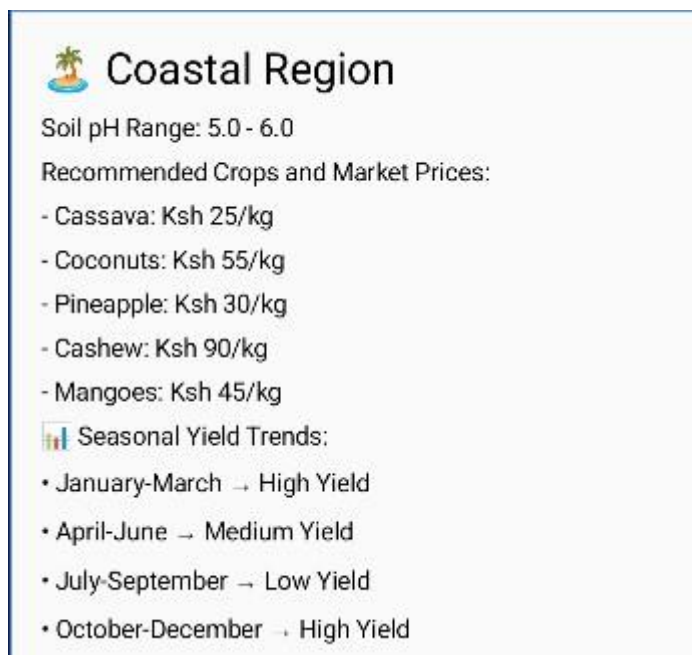 🏝️ Coastal Region
Soil pH Range: 5.0 - 6.0
Recommended Crops and Market Prices:
- Cassava: Ksh 25/kg
- Coconuts: Ksh 55/kg
- Pineapple: Ksh 30/kg
- Cashew: Ksh 90/kg
- Mangoes: Ksh 45/kg
📊 Seasonal Yield Trends:
• January-March → High Yield
• April-June → Medium Yield
• July-September → Low Yield
• October-December → High Yield